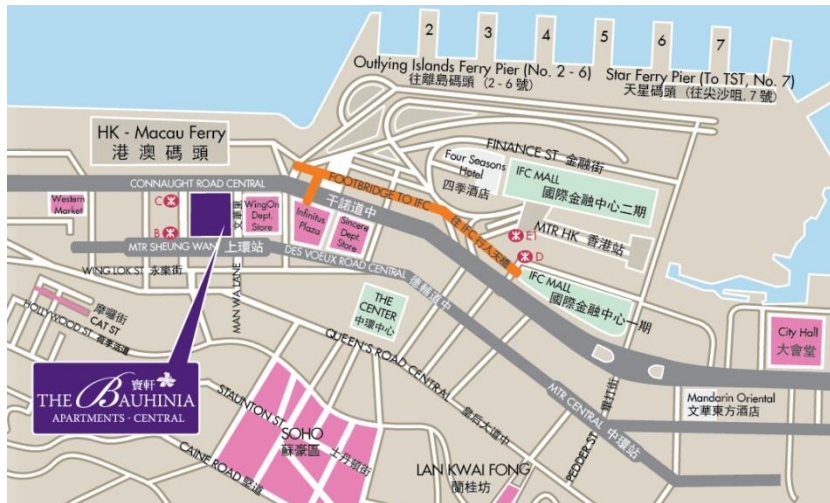 2
3
4
5
6
7
Outlying Islands Ferry Pier (No. 2 - 6)
往離島碼頭 (2 - 6 號)
Star Ferry Pier (To TST, No. 7)
天星碼頭 (往尖沙咀, 7 號)
HK - Macau Ferry
港澳碼頭
FINANCE ST 金融街
Four Seasons
Hotel
四季酒店
IFC MALL
國際金融中心二期
CONNAUGHT ROAD CENTRAL
干諾道中
FOOTBRIDGE TO IFC
往 IFC 行人天橋
MTR HK 香港站
E1
D
IFC MALL
國際金融中心一期
Western
Market
C
B
文華里
WingOn
Dept.
Store
Infinitus
Plaza
Sincere
Dept.
Store
MTR SHEUNG WAN 上環站
DES VOEUX ROAD CENTRAL 德輔道中
WING LOK ST 永樂街
MAN WA LANE
THE
CENTER
中環中心
City Hall
大會堂
摩囉街
CAT ST
HOLLYWOOD ST
QUEEN'S ROAD CENTRAL
皇后大道中
MTR CENTRAL 中環站
Mandarin Oriental
文華東方酒店
寶軒
THE BAUHINIA
APARTMENTS - CENTRAL
STAUNTON ST
SOHO
蘇豪區
CAINE ROAD 堅道
LAN KWAI FONG
蘭桂坊
PEDDER ST